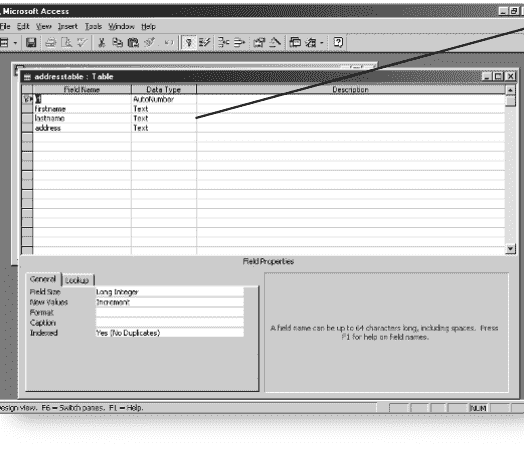 Microsoft Access
File Edit View Insert Tools Window Help
addresstable : Table
Field Name Data Type Description
AutoNumber
firstname Text
lastname Text
address Text
Field Properties
General Lookup
Field Size Long Integer
New Values Increment
Format
Caption
Indexed Yes (No Duplicates)
A field name can be up to 64 characters long, including spaces. Press
F1 for help on field names.
Design view. F6 = Switch panes. F1 = Help. NUM